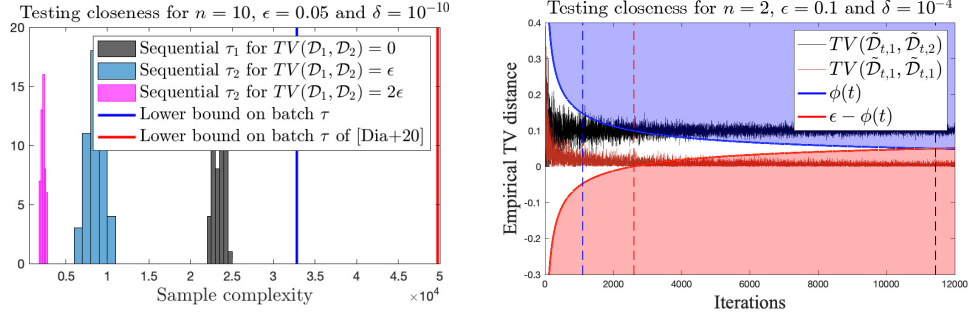 Testing closeness for n = 10, ϵ = 0.05 and δ = 10⁻¹⁰
20
15
10
5
0
Sequential τ₁ for TV(𝒟₁, 𝒟₂) = 0
Sequential τ₂ for TV(𝒟₁, 𝒟₂) = ϵ
Sequential τ₂ for TV(𝒟₁, 𝒟₂) = 2ϵ
Lower bound on batch τ
Lower bound on batch τ of [Dia+20]
0.5 1 1.5 2 2.5 3 3.5 4 4.5 5
Sample complexity
×10⁴
Testing closeness for n = 2, ϵ = 0.1 and δ = 10⁻⁴
Empirical TV distance
0.4
0.3
0.2
0.1
0
-0.1
-0.2
-0.3
TV(𝒟̃ₜ,₁, 𝒟̃ₜ,₂)
TV(𝒟̃ₜ,₁, 𝒟̃ₜ,₁)
ϕ(t)
ϵ − ϕ(t)
0 2000 4000 6000 8000 10000 12000
Iterations